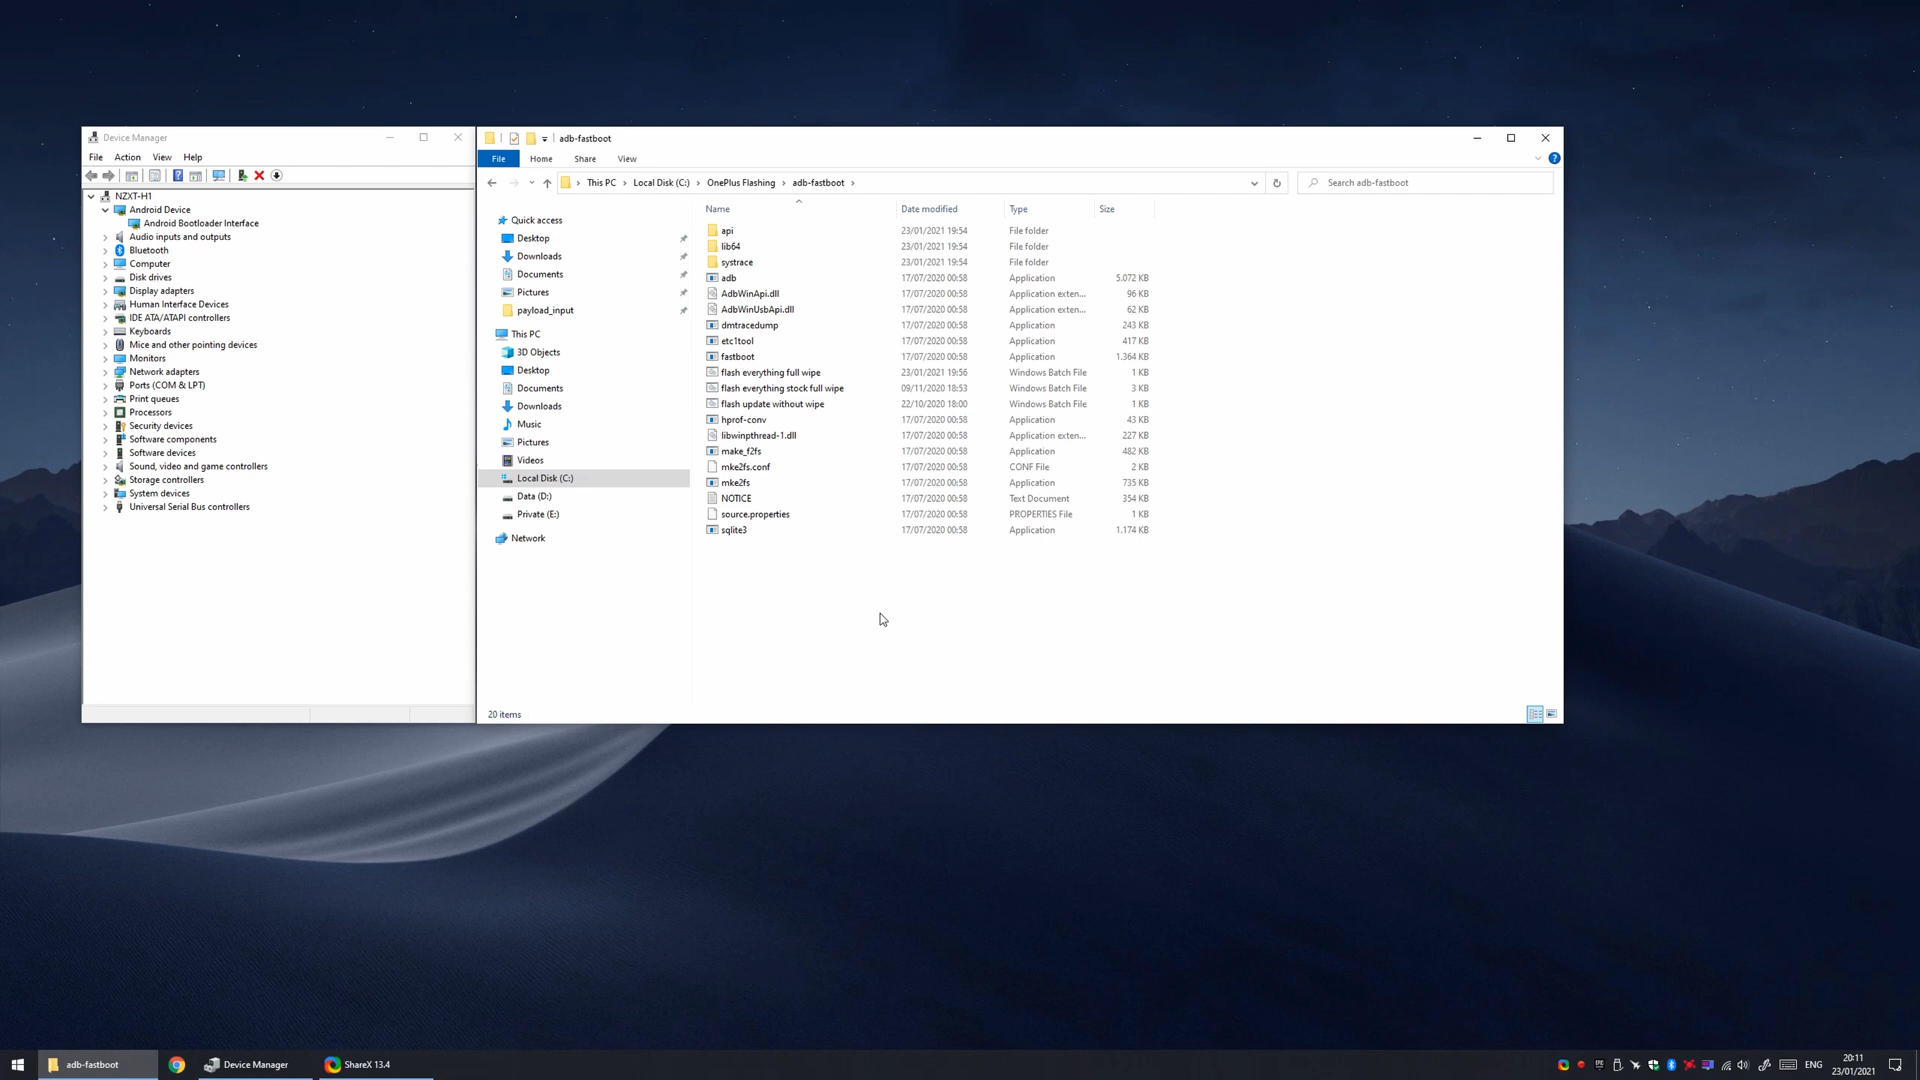 Device Manager
File Action View Help
NZXT-H1
Android Device
Android Bootloader Interface
Audio inputs and outputs
Bluetooth
Computer
Disk drives
Display adapters
Human Interface Devices
IDE ATA/ATAPI controllers
Keyboards
Mice and other pointing devices
Monitors
Network adapters
Ports (COM & LPT)
Print queues
Processors
Security devices
Software components
Software devices
Sound, video and game controllers
Storage controllers
System devices
Universal Serial Bus controllers
adb-fastboot
File Home Share View
This PC > Local Disk (C:) > OnePlus Flashing > adb-fastboot >
Search adb-fastboot
Quick access
Desktop
Downloads
Documents
Pictures
payload_input
This PC
3D Objects
Desktop
Documents
Downloads
Music
Pictures
Videos
Local Disk (C:)
Data (D:)
Private (E:)
Network
Name Date modified Type Size
api 23/01/2021 19:54 File folder
lib64 23/01/2021 19:54 File folder
systrace 23/01/2021 19:54 File folder
adb 17/07/2020 00:58 Application 5.072 KB
AdbWinApi.dll 17/07/2020 00:58 Application exten... 96 KB
AdbWinUsbApi.dll 17/07/2020 00:58 Application exten... 62 KB
dmtracedump 17/07/2020 00:58 Application 243 KB
etc1tool 17/07/2020 00:58 Application 417 KB
fastboot 17/07/2020 00:58 Application 1.364 KB
flash everything full wipe 23/01/2021 19:56 Windows Batch File 1 KB
flash everything stock full wipe 09/11/2020 18:53 Windows Batch File 3 KB
flash update without wipe 22/10/2020 18:00 Windows Batch File 1 KB
hprof-conv 17/07/2020 00:58 Application 43 KB
libwinpthread-1.dll 17/07/2020 00:58 Application exten... 227 KB
make_f2fs 17/07/2020 00:58 Application 482 KB
mke2fs.conf 17/07/2020 00:58 CONF File 2 KB
mke2fs 17/07/2020 00:58 Application 735 KB
NOTICE 17/07/2020 00:58 Text Document 354 KB
source.properties 17/07/2020 00:58 PROPERTIES File 1 KB
sqlite3 17/07/2020 00:58 Application 1.174 KB
20 items
adb-fastboot
Device Manager
ShareX 13.4
ENG
20:11
23/01/2021